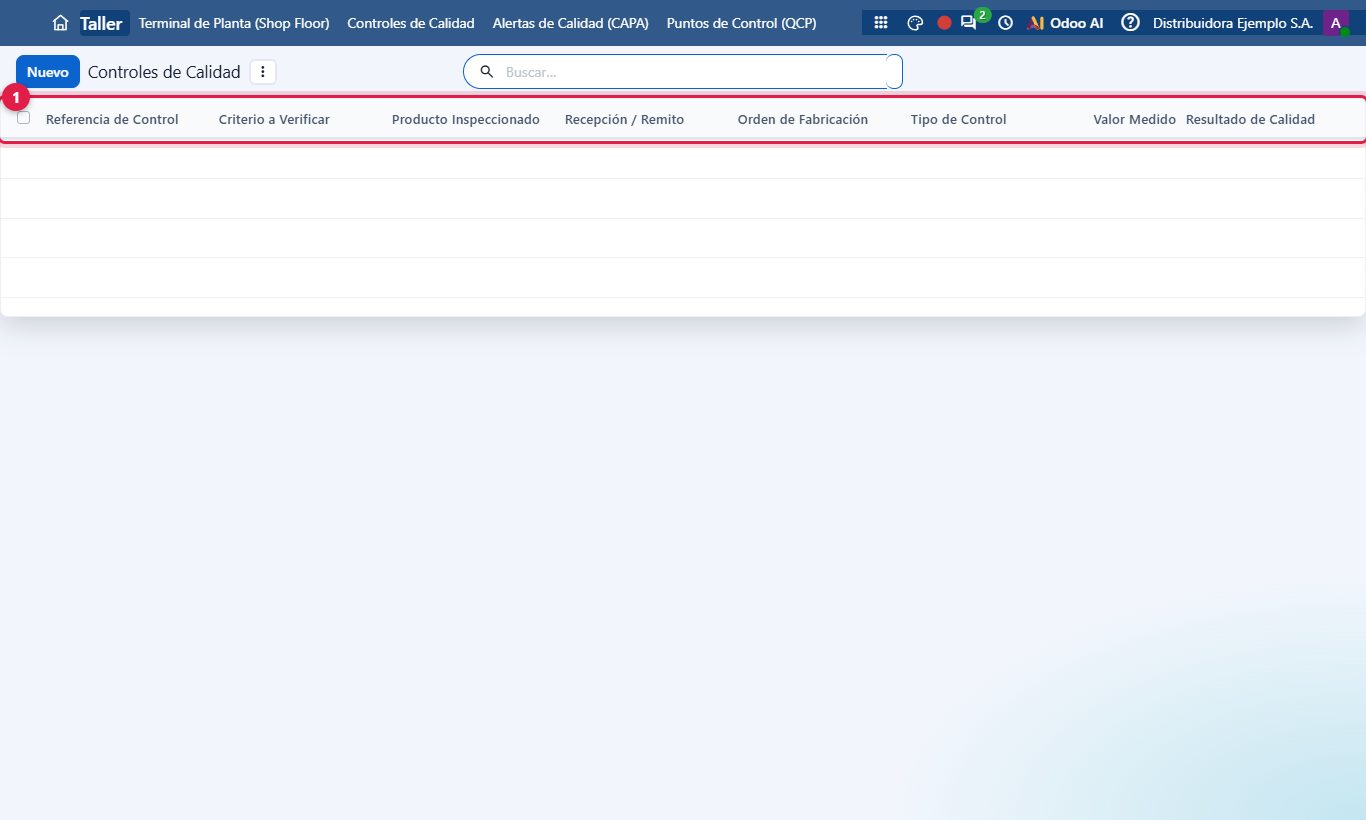 Taller Terminal de Planta (Shop Floor) Controles de Calidad Alertas de Calidad (CAPA) Puntos de Control (QCP) 2 Odoo AI Distribuidora Ejemplo S.A. A
Nuevo Controles de Calidad Buscar...
1
Referencia de Control Criterio a Verificar Producto Inspeccionado Recepción / Remito Orden de Fabricación Tipo de Control Valor Medido Resultado de Calidad